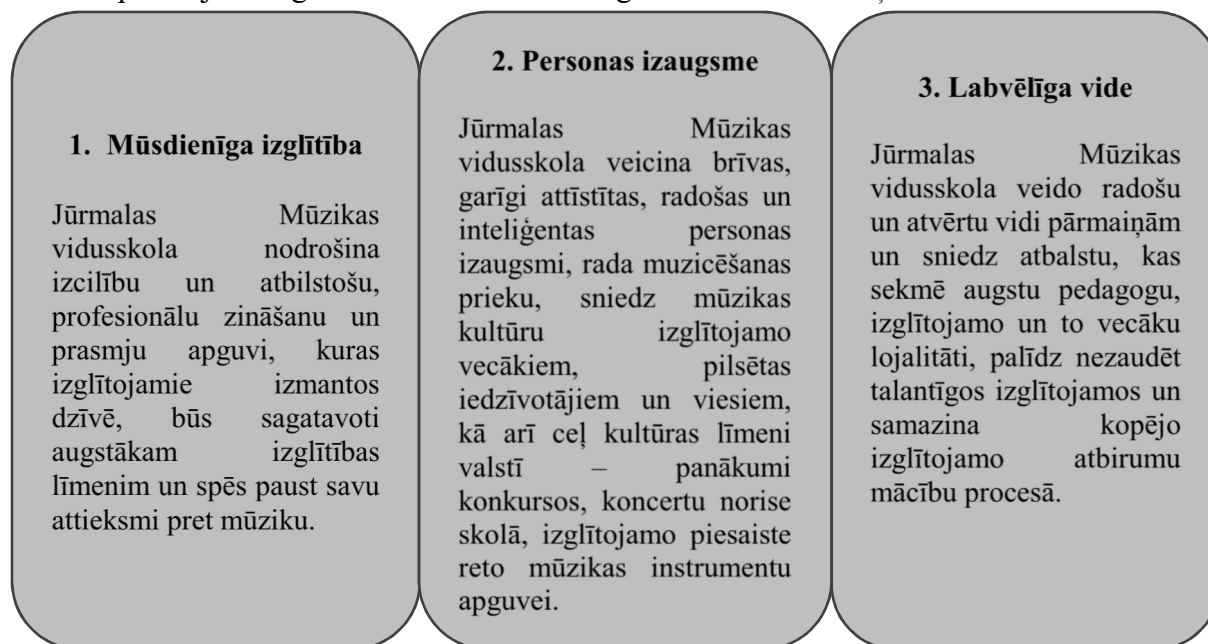 1. Mūsdienīga izglītība
Jūrmalas Mūzikas
vidusskola nodrošina
izcilību un atbilstošu,
profesionālu zināšanu un
prasmju apguvi, kuras
izglītojamie izmantos
dzīvē, būs sagatavoti
augstākam izglītības
līmenim un spēs paust savu
attieksmi pret mūziku.
2. Personas izaugsme
Jūrmalas Mūzikas
vidusskola veicina brīvas,
garīgi attīstītas, radošas un
inteliģentas personas
izaugsmi, rada muzicēšanas
prieku, sniedz mūzikas
kultūru izglītojamo
vecākiem, pilsētas
iedzīvotājiem un viesiem,
kā arī ceļ kultūras līmeni
valstī – panākumi
konkursos, koncertu norise
skolā, izglītojamo piesaiste
reto mūzikas instrumentu
apguvei.
3. Labvēlīga vide
Jūrmalas Mūzikas
vidusskola veido radošu
un atvērtu vidi pārmaiņām
un sniedz atbalstu, kas
sekmē augstu pedagogu,
izglītojamo un to vecāku
lojalitāti, palīdz nezaudēt
talantīgos izglītojamos un
samazina kopējo
izglītojamo atbirumu
mācību procesā.